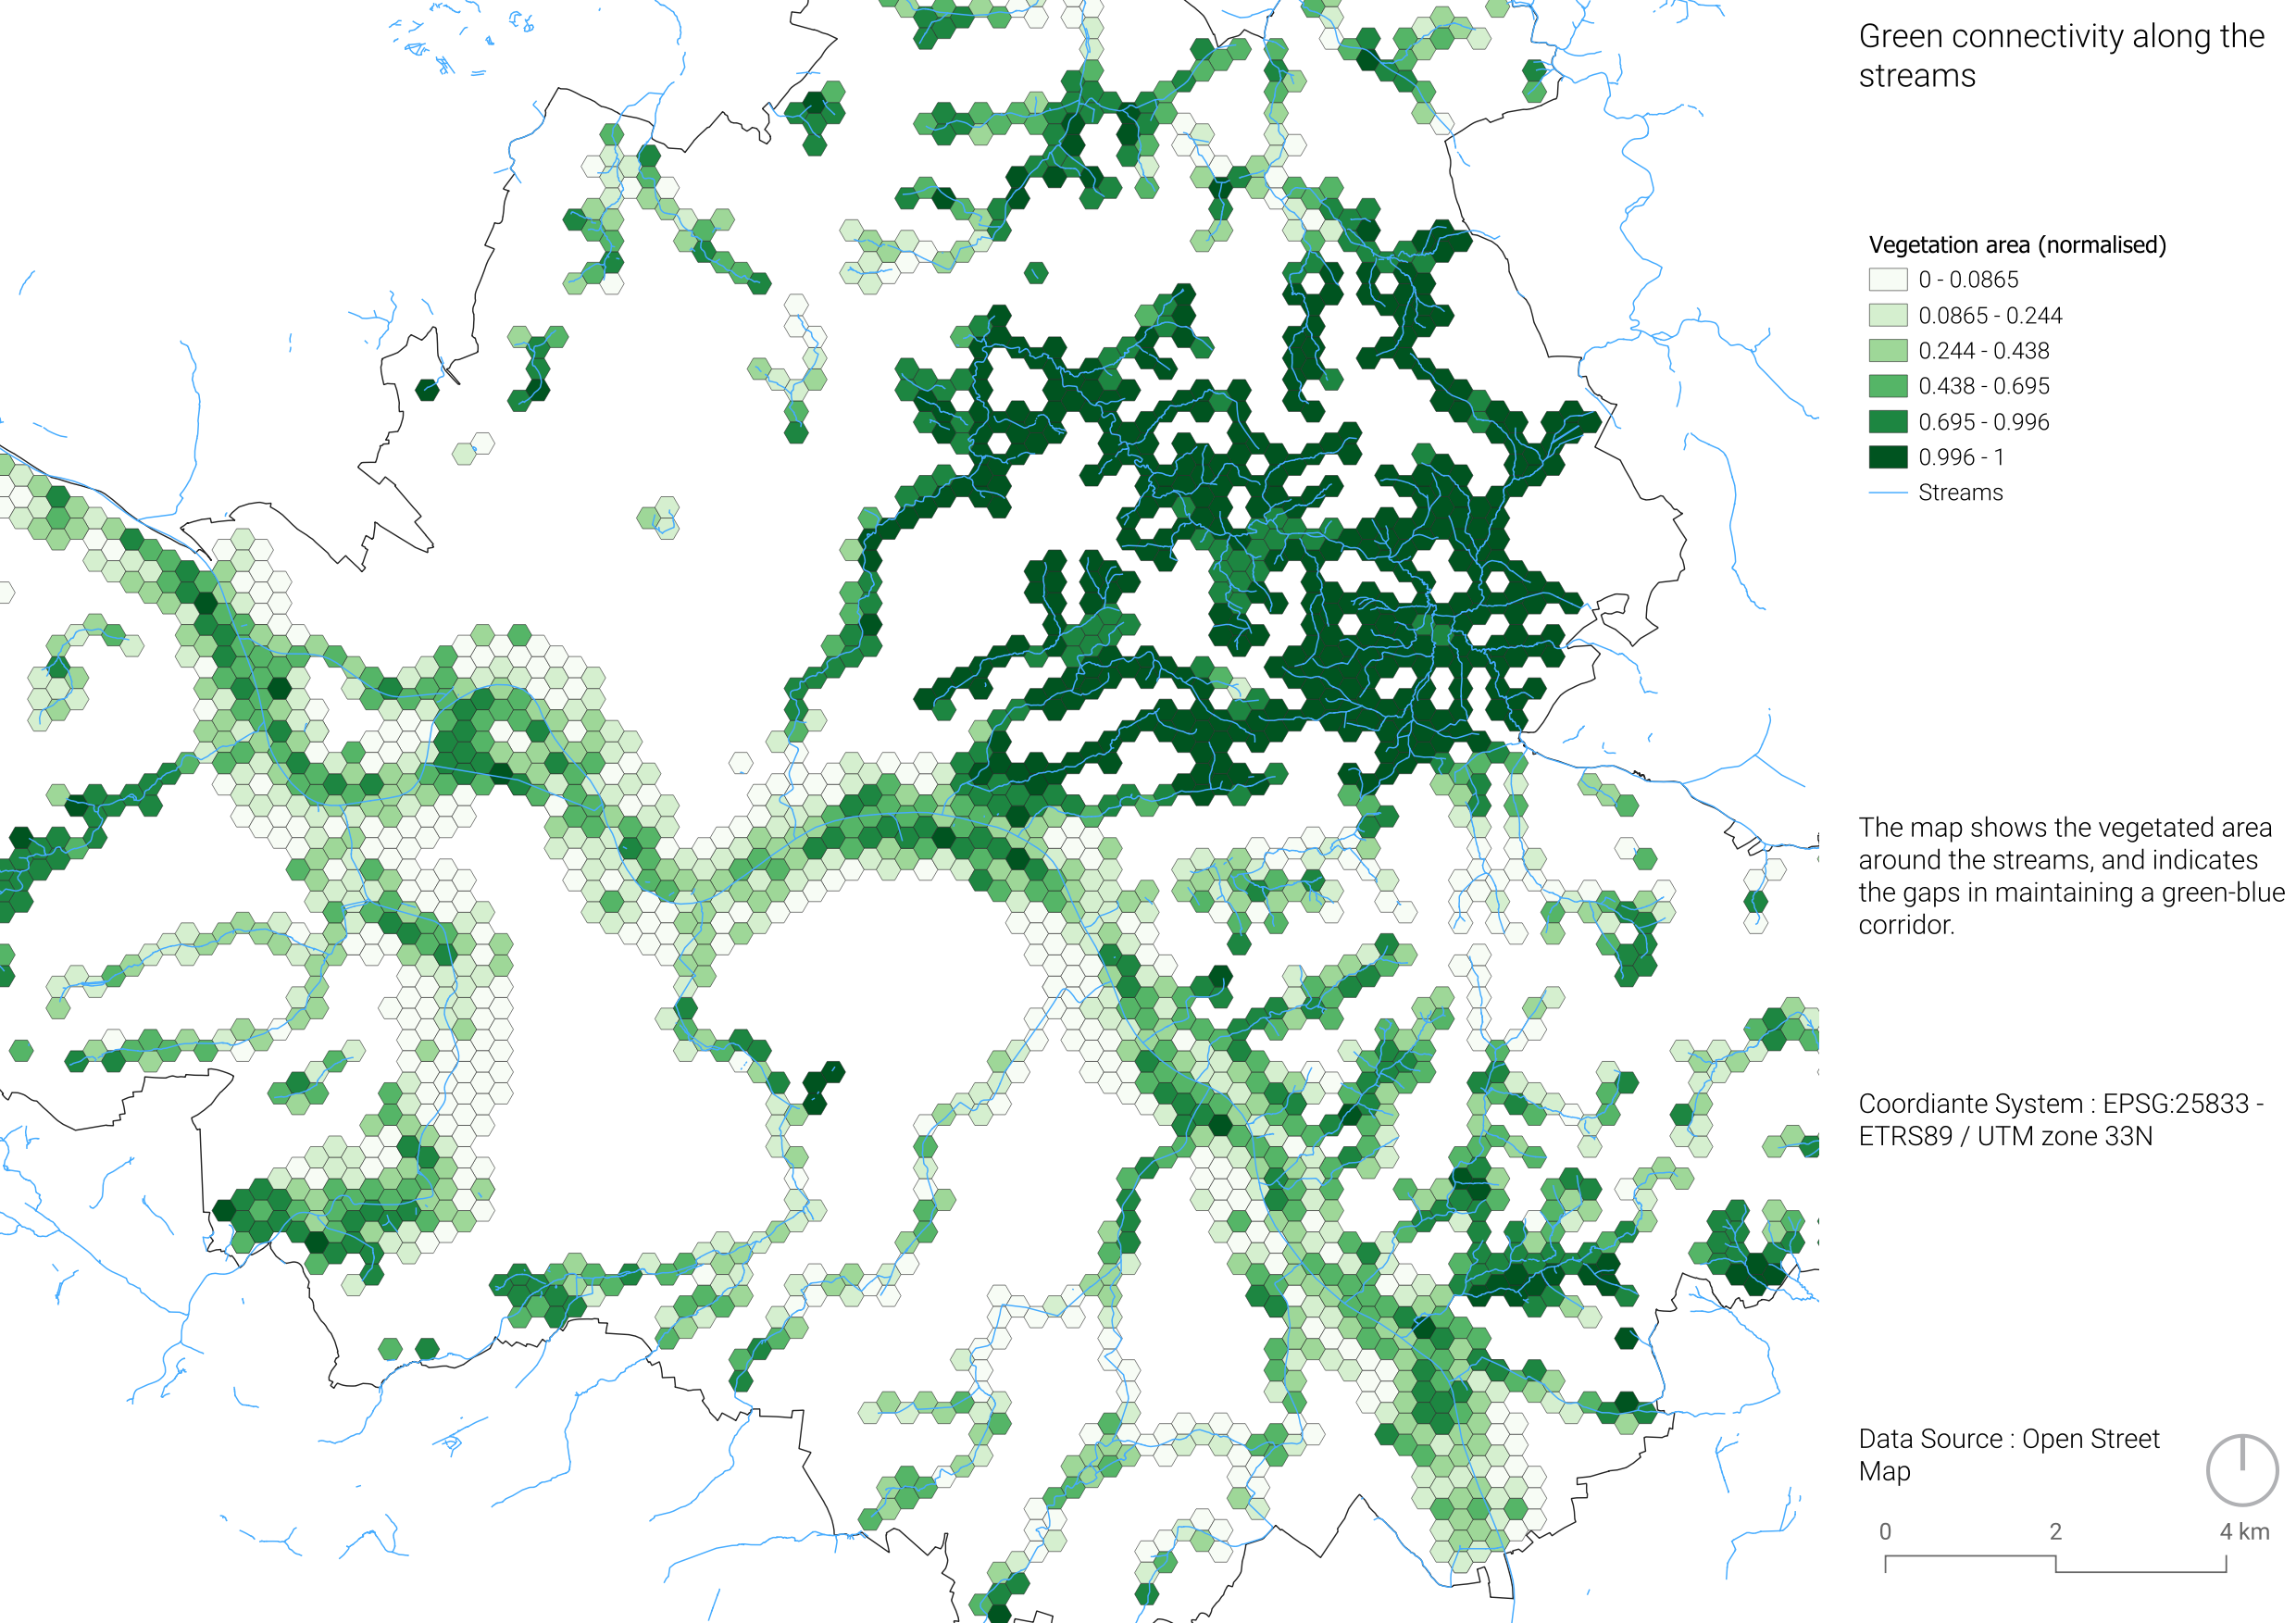 Green connectivity along the
streams
Vegetation area (normalised)
0 - 0.0865
0.0865 - 0.244
0.244 - 0.438
0.438 - 0.695
0.695 - 0.996
0.996 - 1
Streams
The map shows the vegetated area
around the streams, and indicates
the gaps in maintaining a green-blue
corridor.
Coordiante System : EPSG:25833 -
ETRS89 / UTM zone 33N
Data Source : Open Street
Map
0 2 4 km